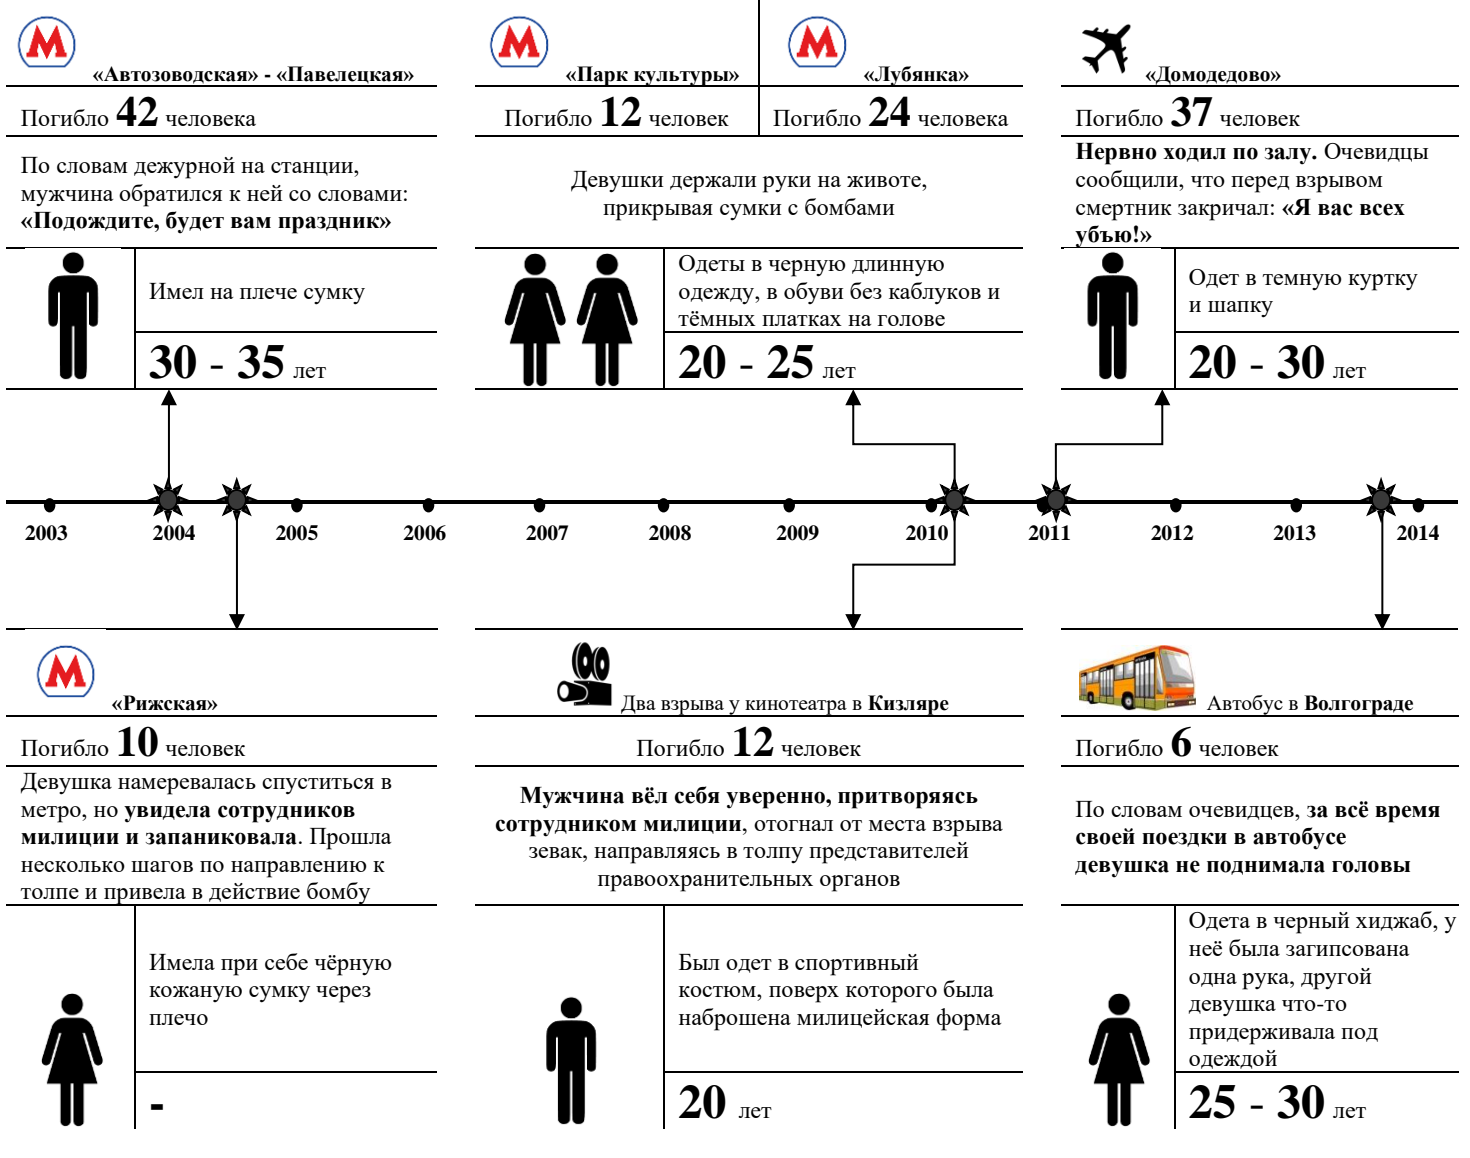 М
«Автозоводская» - «Павелецкая»
Погибло 42 человека
По словам дежурной на станции,
мужчина обратился к ней со словами:
«Подождите, будет вам праздник»
Имел на плече сумку
30 - 35 лет
М
«Парк культуры»
Погибло 12 человек
М
«Лубянка»
Погибло 24 человека
Девушки держали руки на животе,
прикрывая сумки с бомбами
Одеты в черную длинную
одежду, в обуви без каблуков и
тёмных платках на голове
20 - 25 лет
«Домодедово»
Погибло 37 человек
Нервно ходил по залу. Очевидцы
сообщили, что перед взрывом
смертник закричал: «Я вас всех
убъю!»
Одет в темную куртку
и шапку
20 - 30 лет
2003 2004 2005 2006 2007 2008 2009 2010 2011 2012 2013 2014
М
«Рижская»
Погибло 10 человек
Девушка намеревалась спуститься в
метро, но увидела сотрудников
милиции и запаниковала. Прошла
несколько шагов по направлению к
толпе и привела в действие бомбу
Имела при себе чёрную
кожаную сумку через
плечо
-
Два взрыва у кинотеатра в Кизляре
Погибло 12 человек
Мужчина вёл себя уверенно, притворяясь
сотрудником милиции, отогнал от места взрыва
зевак, направляясь в толпу представителей
правоохранительных органов
Был одет в спортивный
костюм, поверх которого была
наброшена милицейская форма
20 лет
Автобус в Волгограде
Погибло 6 человек
По словам очевидцев, за всё время
своей поездки в автобусе
девушка не поднимала головы
Одета в черный хиджаб, у
неё была загипсована
одна рука, другой
девушка что-то
придерживала под
одеждой
25 - 30 лет